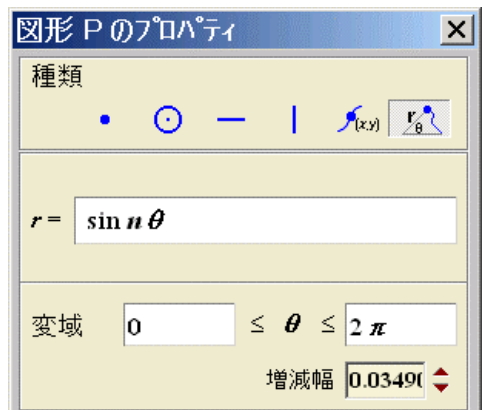 図形 P のプロパティ
種類
(x,y) r θ
r = sin n θ
変域 0 ≤ θ ≤ 2 π
増減幅 0.0349